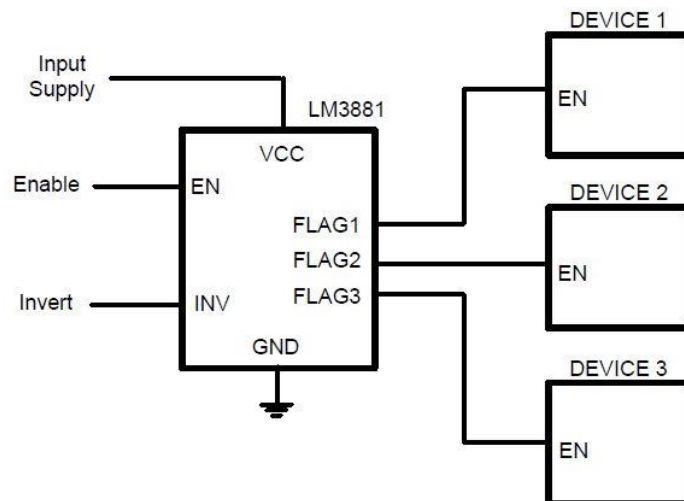 DEVICE 1
Input
Supply
LM3881
EN
VCC
Enable
EN
DEVICE 2
FLAG1
FLAG2
EN
FLAG3
Invert
INV
GND
DEVICE 3
EN